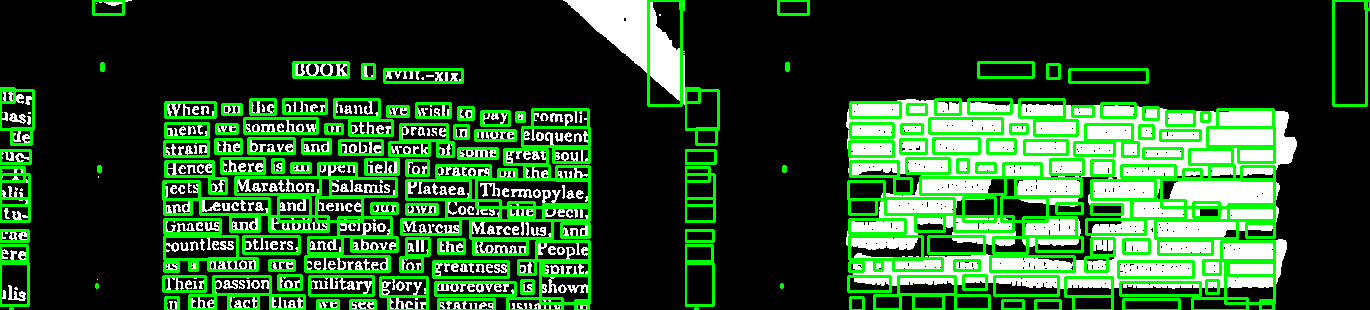 BOOK I. xviii.–xix.
When, on the other hand, we wish to pay a compli-
ment, we somehow or other praise in more eloquent
strain the brave and noble work of some great soul.
Hence there is an open field for orators on the sub-
jects of Marathon, Salamis, Plataea, Thermopylae,
and Leuctra, and hence our own Cocles, the Decii,
Gnaeus and Publius Scipio, Marcus Marcellus, and
countless others, and, above all, the Roman People
as a nation are celebrated for greatness of spirit.
Their passion for military glory, moreover, is shown
in the fact that we see their statues usually in